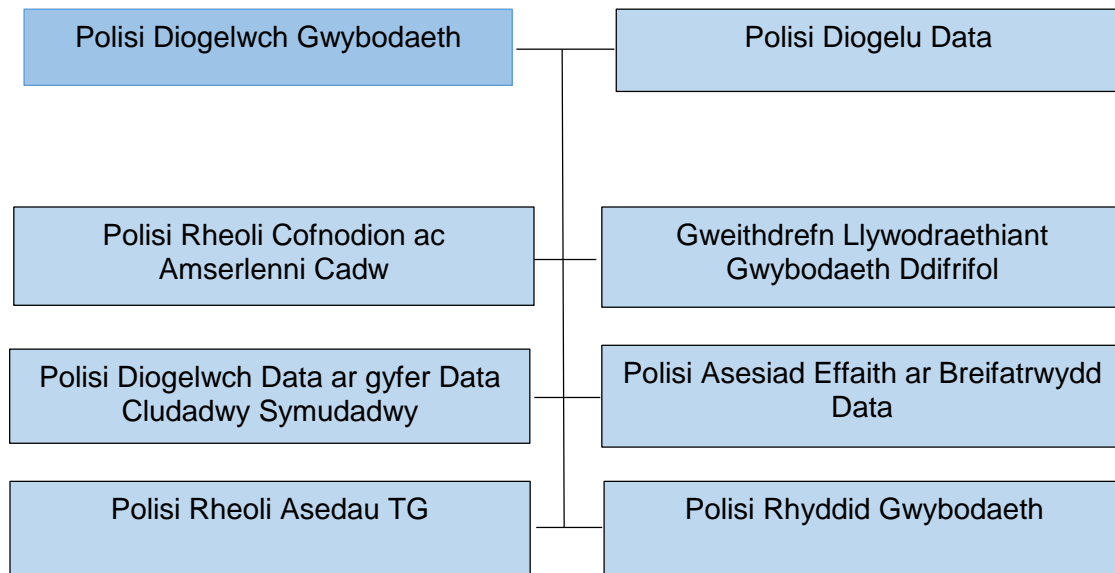 Polisi Diogelwch Gwybodaeth
Polisi Diogelu Data
Polisi Rheoli Cofnodion ac
Amserlenni Cadw
Gweithdrefn Llywodraethiant
Gwybodaeth Ddifrifol
Polisi Diogelwch Data ar gyfer Data
Cludadwy Symudadwy
Polisi Asesiad Effaith ar Breifatrwydd
Data
Polisi Rheoli Asedau TG
Polisi Rhyddid Gwybodaeth